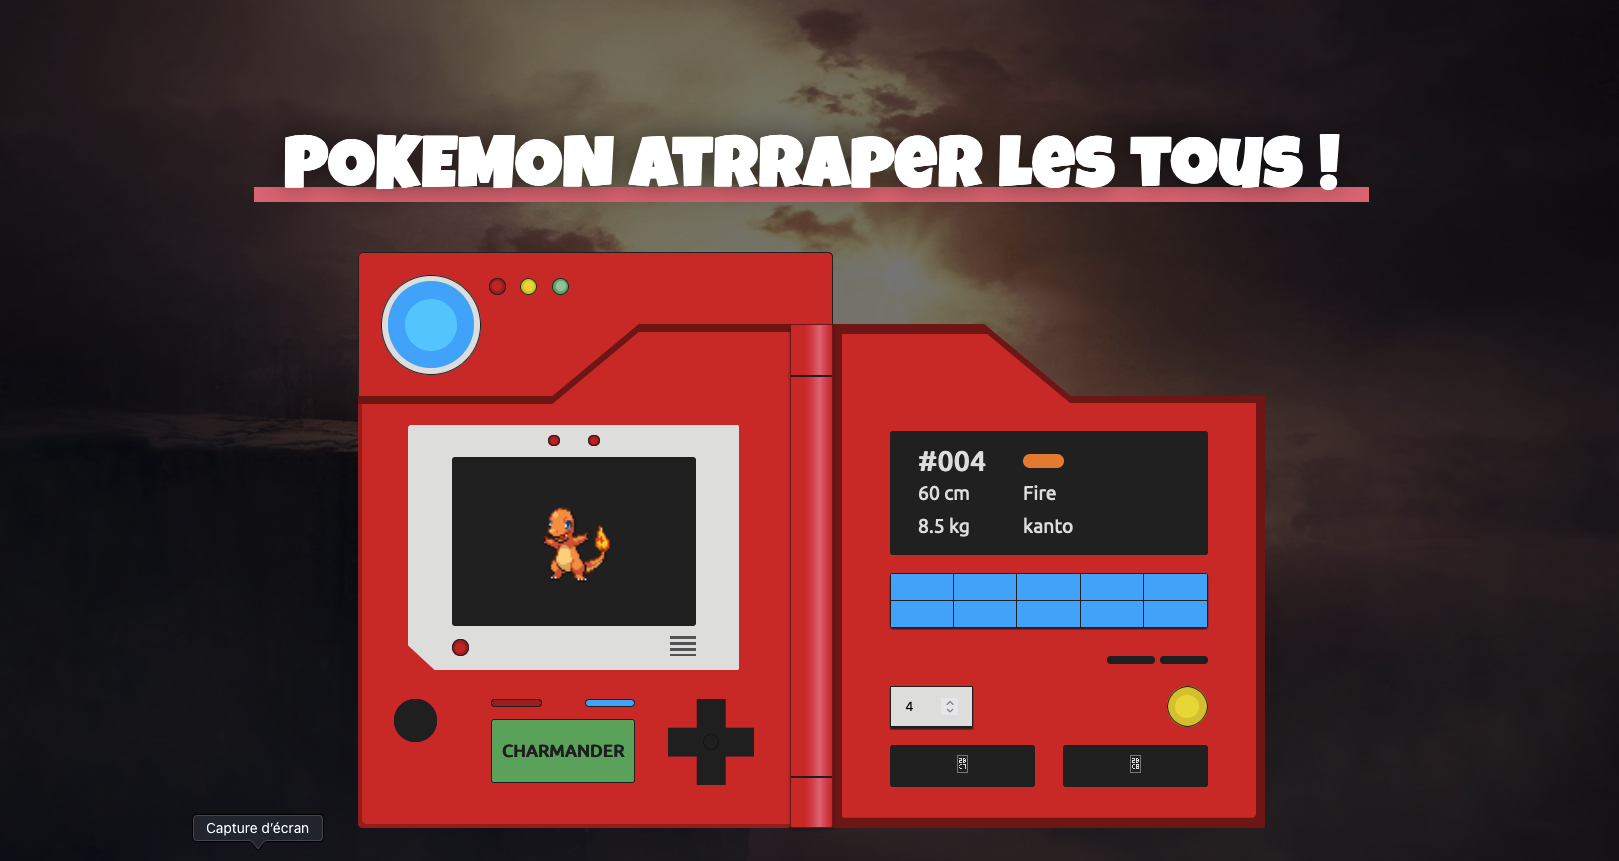 POKEMON ATRRAPER LES TOUS !
#004
60 cm
Fire
8.5 kg
kanto
4
CHARMANDER
Capture d'écran